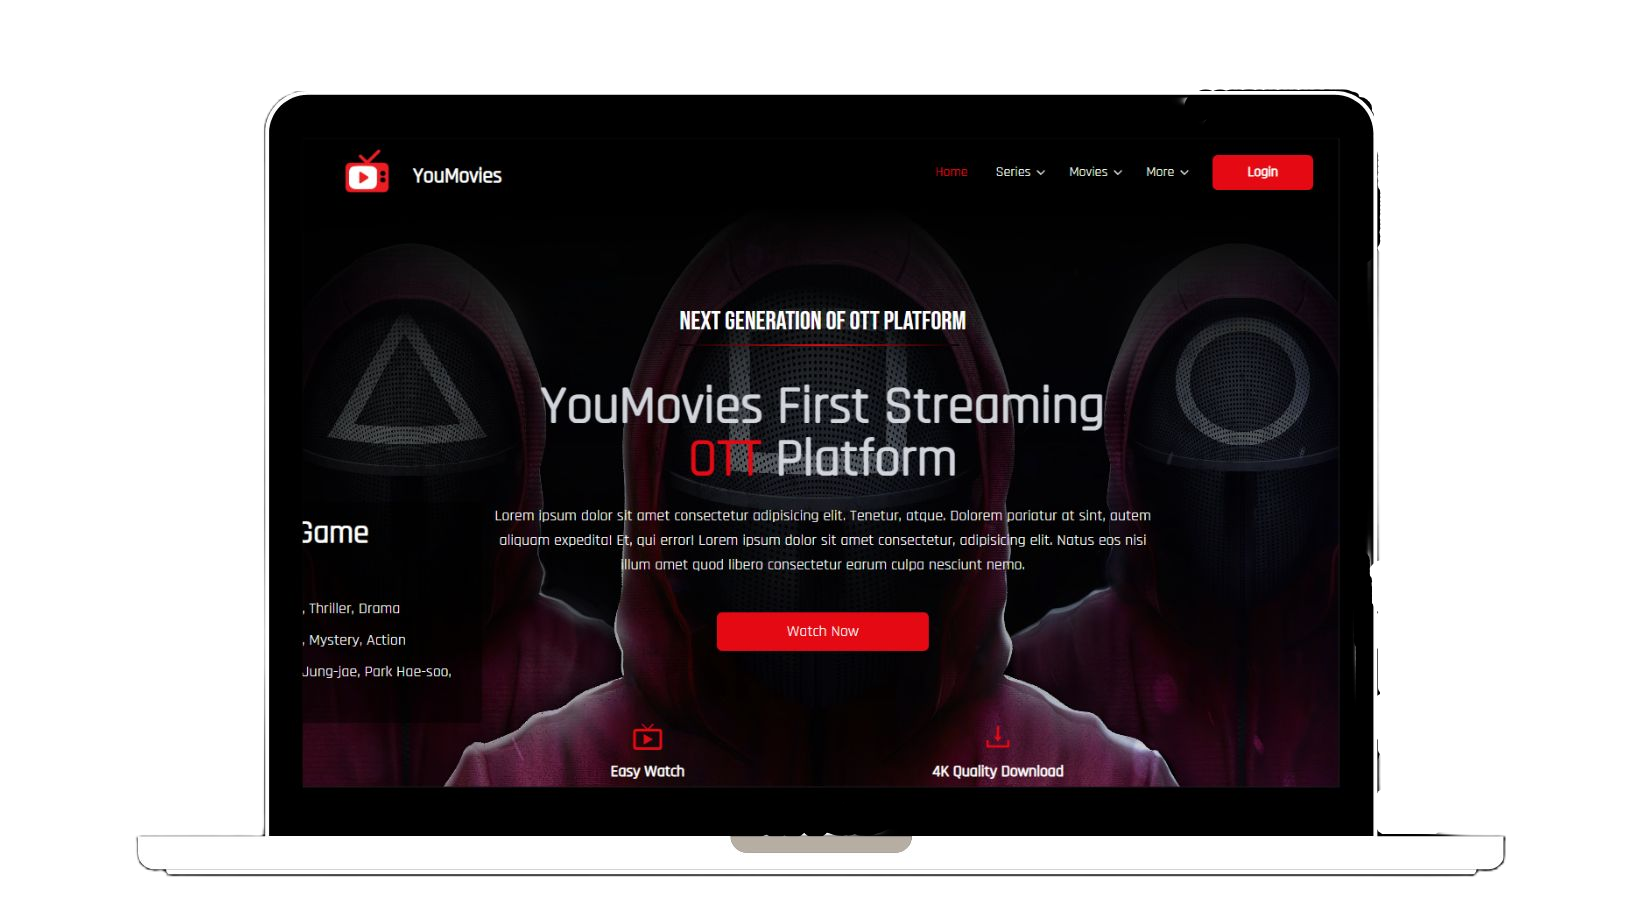 YouMovies
Home Series Movies More Login
NEXT GENERATION OF OTT PLATFORM
YouMovies First Streaming
OTT Platform
Lorem ipsum dolor sit amet consectetur adipisicing elit. Tenetur, atque. Dolorem pariatur at sint, autem
aliquam expedita! Et, qui error! Lorem ipsum dolor sit amet consectetur, adipisicing elit. Natus eos nisi
illum amet quod libero consectetur earum culpa nesciunt nemo.
Watch Now
Game
, Thriller, Drama
, Mystery, Action
Jung-jae, Park Hae-soo,
Easy Watch
4K Quality Download